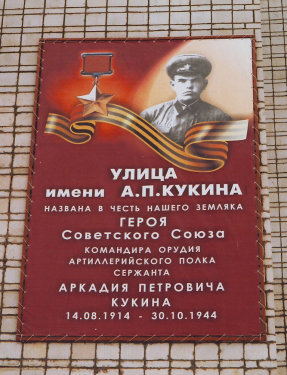 УЛИЦА
имени А.П.КУКИНА
НАЗВАНА В ЧЕСТЬ НАШЕГО ЗЕМЛЯКА
ГЕРОЯ
Советского Союза
КОМАНДИРА ОРУДИЯ
АРТИЛЛЕРИЙСКОГО ПОЛКА
СЕРЖАНТА
АРКАДИЯ ПЕТРОВИЧА
КУКИНА
14.08.1914 - 30.10.1944